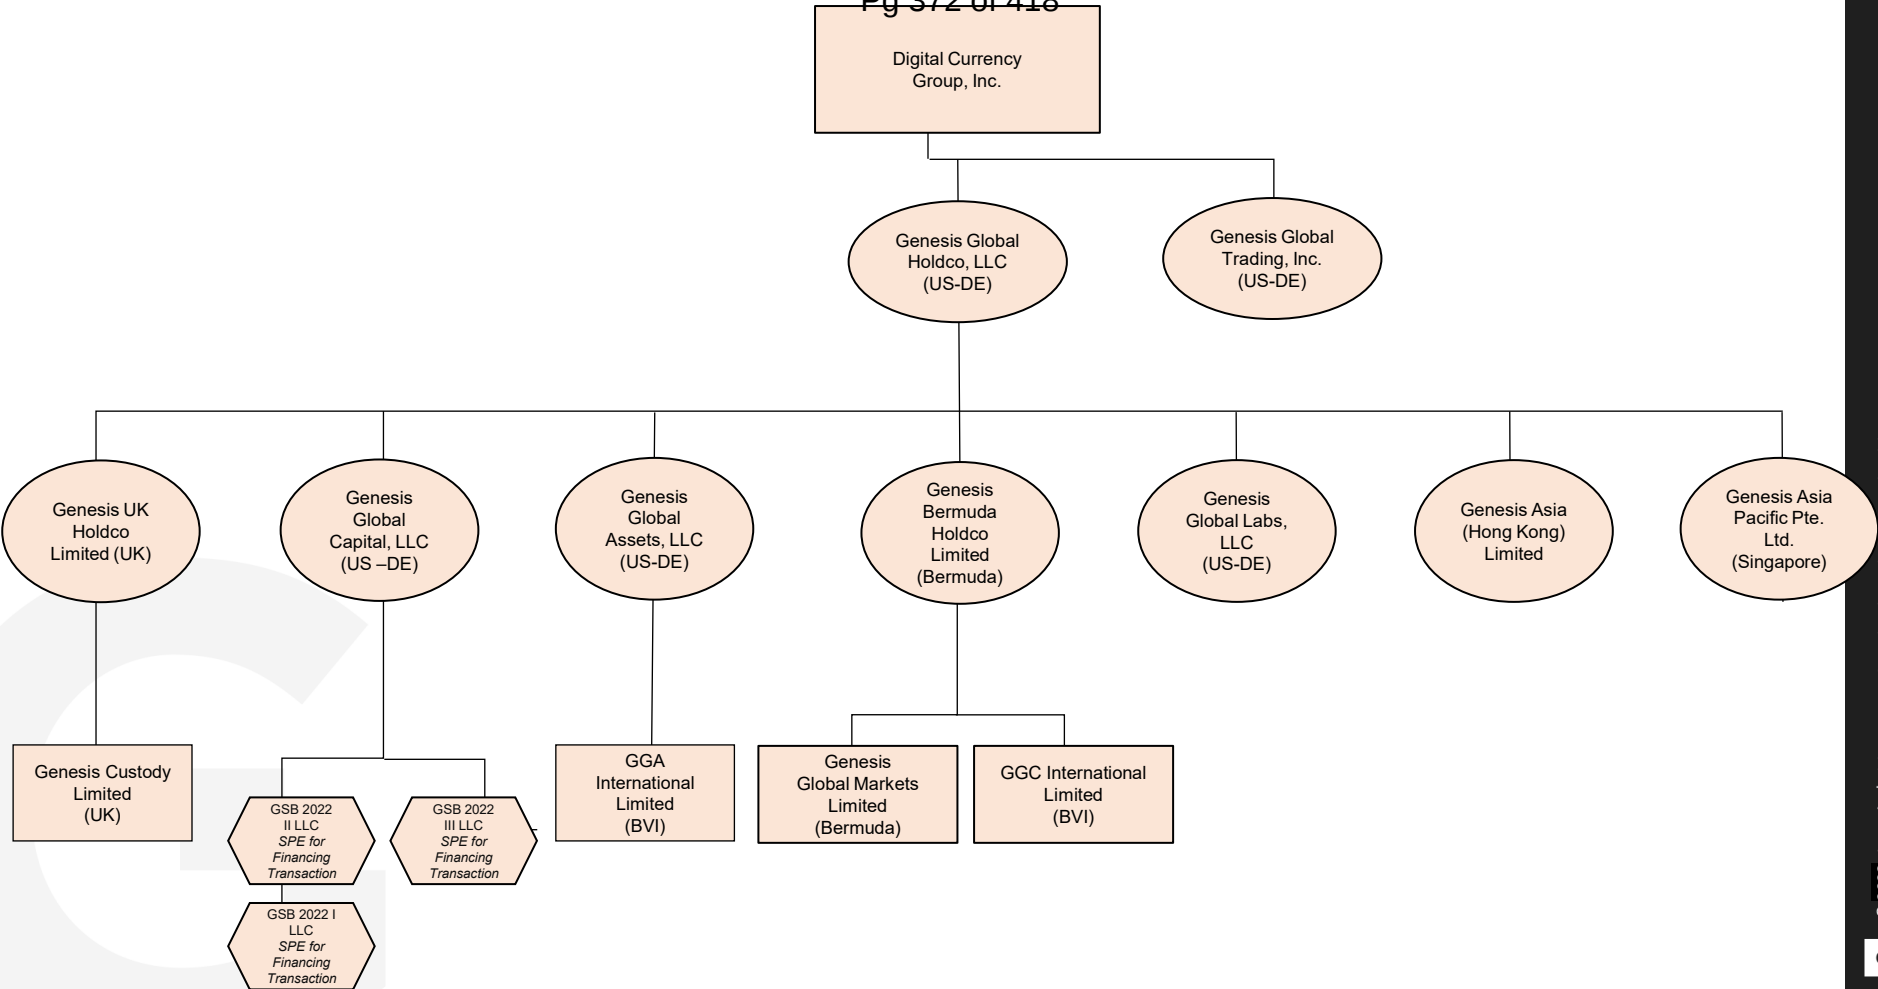 Pg 372 of 418
Digital Currency
Group, Inc.
Genesis Global
Holdco, LLC
(US-DE)
Genesis Global
Trading, Inc.
(US-DE)
Genesis UK
Holdco
Limited (UK)
Genesis
Global
Capital, LLC
(US –DE)
Genesis
Global
Assets, LLC
(US-DE)
Genesis
Bermuda
Holdco
Limited
(Bermuda)
Genesis
Global Labs,
LLC
(US-DE)
Genesis Asia
(Hong Kong)
Limited
Genesis Asia
Pacific Pte.
Ltd.
(Singapore)
Genesis Custody
Limited
(UK)
GSB 2022
II LLC
SPE for
Financing
Transaction
GSB 2022
III LLC
SPE for
Financing
Transaction
GGA
International
Limited
(BVI)
Genesis
Global Markets
Limited
(Bermuda)
GGC International
Limited
(BVI)
GSB 2022 I
LLC
SPE for
Financing
Transaction